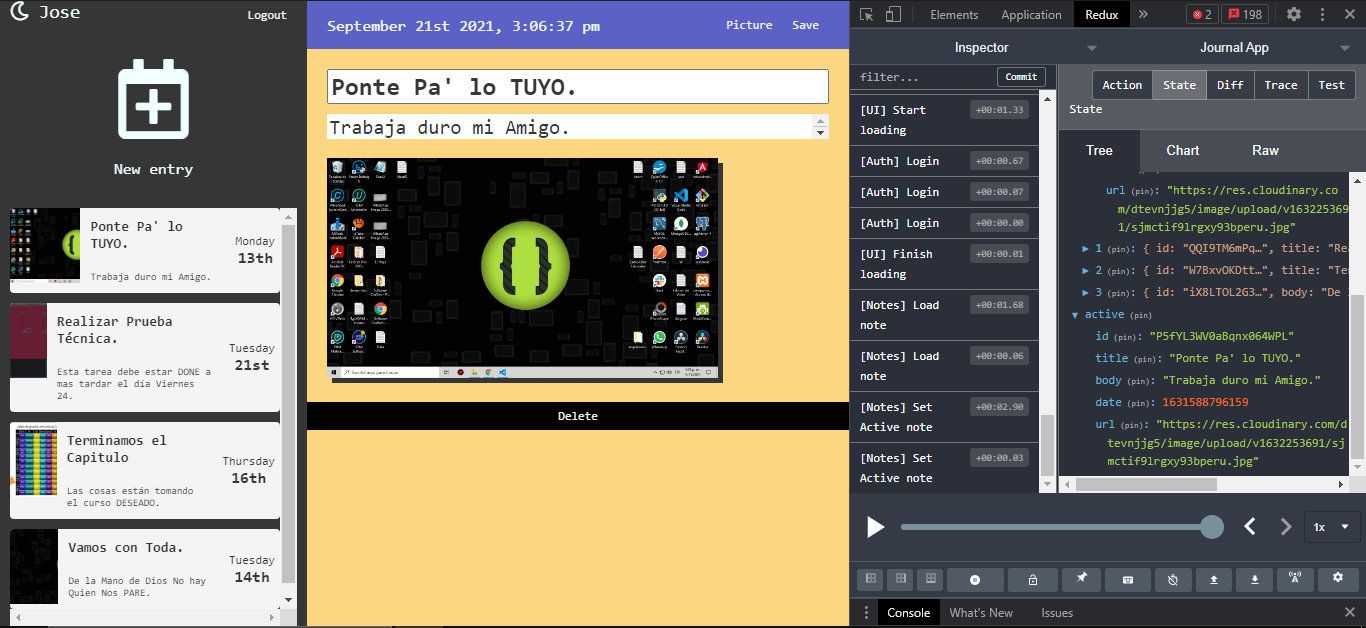 Jose
Logout
New entry
Ponte Pa' lo
TUYO.
Trabaja duro mi Amigo.
Monday
13th
Realizar Prueba
Técnica.
Esta tarea debe estar DONE a
mas tardar el día Viernes
24.
Tuesday
21st
Terminamos el
Capitulo
Las cosas están tomando
el curso DESEADO.
Thursday
16th
Vamos con Toda.
De la Mano de Dios No hay
Quien Nos PARE.
Tuesday
14th
September 21st 2021, 3:06:37 pm
Picture
Save
Ponte Pa' lo TUYO.
Trabaja duro mi Amigo.
{ }
Delete
Elements
Application
Redux
2
198
Inspector
Journal App
filter...
Commit
[UI] Start
loading
+00:01.33
[Auth] Login
+00:00.67
[Auth] Login
+00:00.07
[Auth] Login
+00:00.00
[UI] Finish
loading
+00:00.01
[Notes] Load
note
+00:01.68
[Notes] Load
note
+00:00.06
[Notes] Set
Active note
+00:02.90
[Notes] Set
Active note
+00:00.03
Action
State
Diff
Trace
Test
State
Tree
Chart
Raw
url (pin): "https://res.cloudinary.co
m/dtevnjjg5/image/upload/v163225369
1/sjmctif9lrgxy93bperu.jpg"
1 (pin): { id: "QQI9TM6mPq…", title: "Rea
2 (pin): { id: "W7BxvOKDtt…", title: "Ter
3 (pin): { id: "iX8LTOL2G3…", body: "De
active (pin)
id (pin): "P5fYL3WV0aBqnx064WPL"
title (pin): "Ponte Pa' lo TUYO."
body (pin): "Trabaja duro mi Amigo."
date (pin): 1631588796159
url (pin): "https://res.cloudinary.com/d
tevnjjg5/image/upload/v1632253691/sj
mctif9lrgxy93bperu.jpg"
1x
Console
What's New
Issues